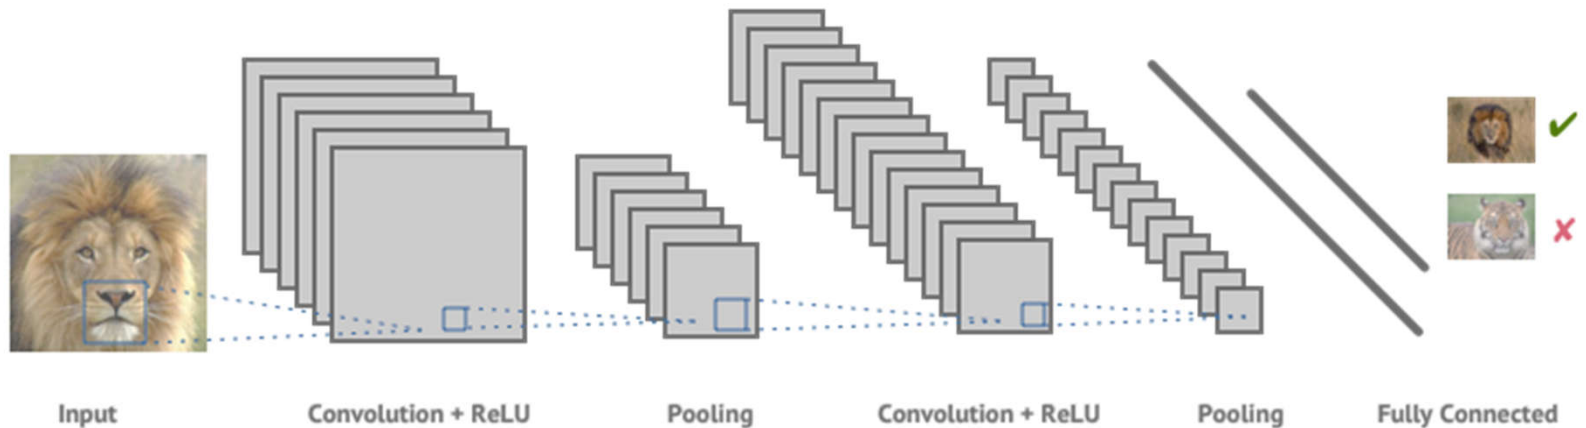 Input
Convolution + ReLU
Pooling
Convolution + ReLU
Pooling
Fully Connected